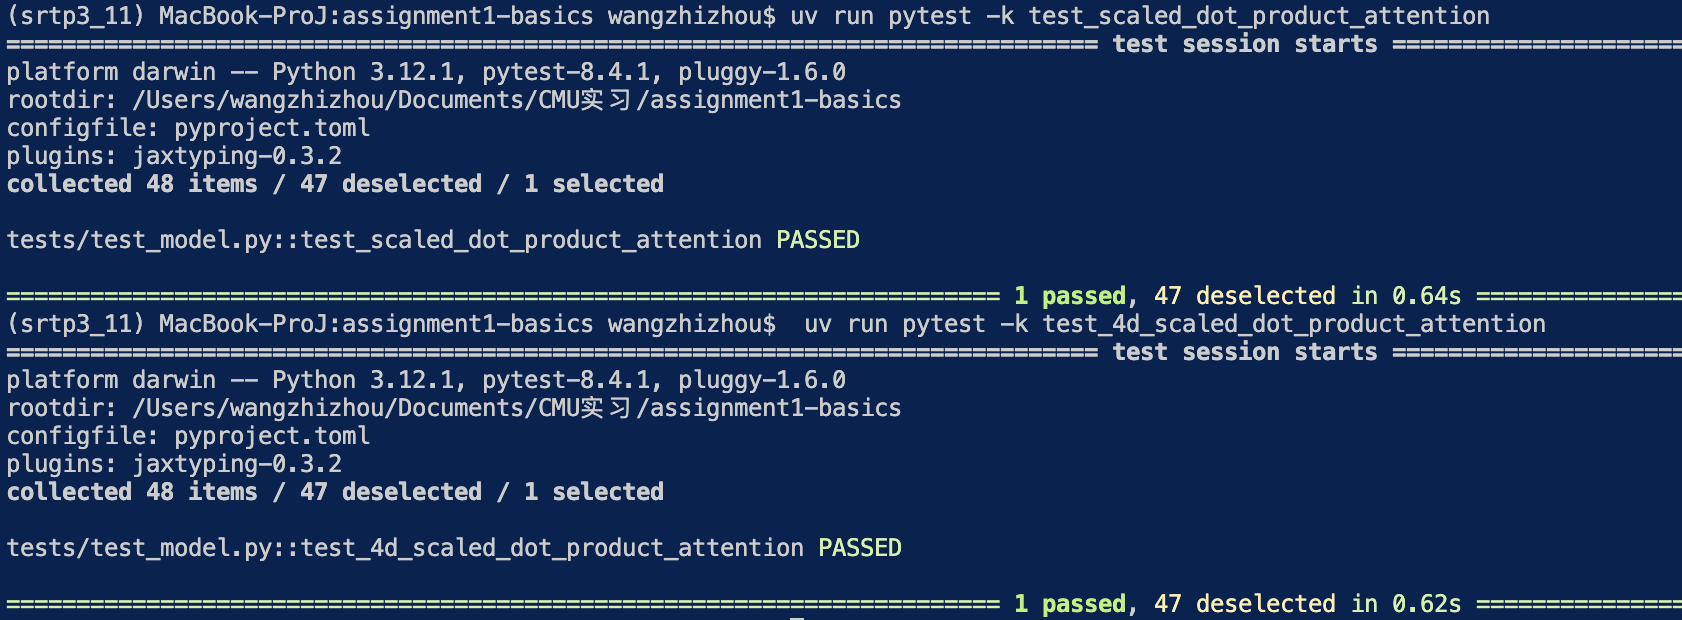 (srtp3_11) MacBook-ProJ:assignment1-basics wangzhizhou$ uv run pytest -k test_scaled_dot_product_attention
============================================================================== test session starts =====================
platform darwin -- Python 3.12.1, pytest-8.4.1, pluggy-1.6.0
rootdir: /Users/wangzhizhou/Documents/CMU实习/assignment1-basics
configfile: pyproject.toml
plugins: jaxtyping-0.3.2
collected 48 items / 47 deselected / 1 selected
tests/test_model.py::test_scaled_dot_product_attention PASSED
======================================================================= 1 passed, 47 deselected in 0.64s ===============
(srtp3_11) MacBook-ProJ:assignment1-basics wangzhizhou$  uv run pytest -k test_4d_scaled_dot_product_attention
============================================================================== test session starts =====================
platform darwin -- Python 3.12.1, pytest-8.4.1, pluggy-1.6.0
rootdir: /Users/wangzhizhou/Documents/CMU实习/assignment1-basics
configfile: pyproject.toml
plugins: jaxtyping-0.3.2
collected 48 items / 47 deselected / 1 selected
tests/test_model.py::test_4d_scaled_dot_product_attention PASSED
======================================================================= 1 passed, 47 deselected in 0.62s ===============